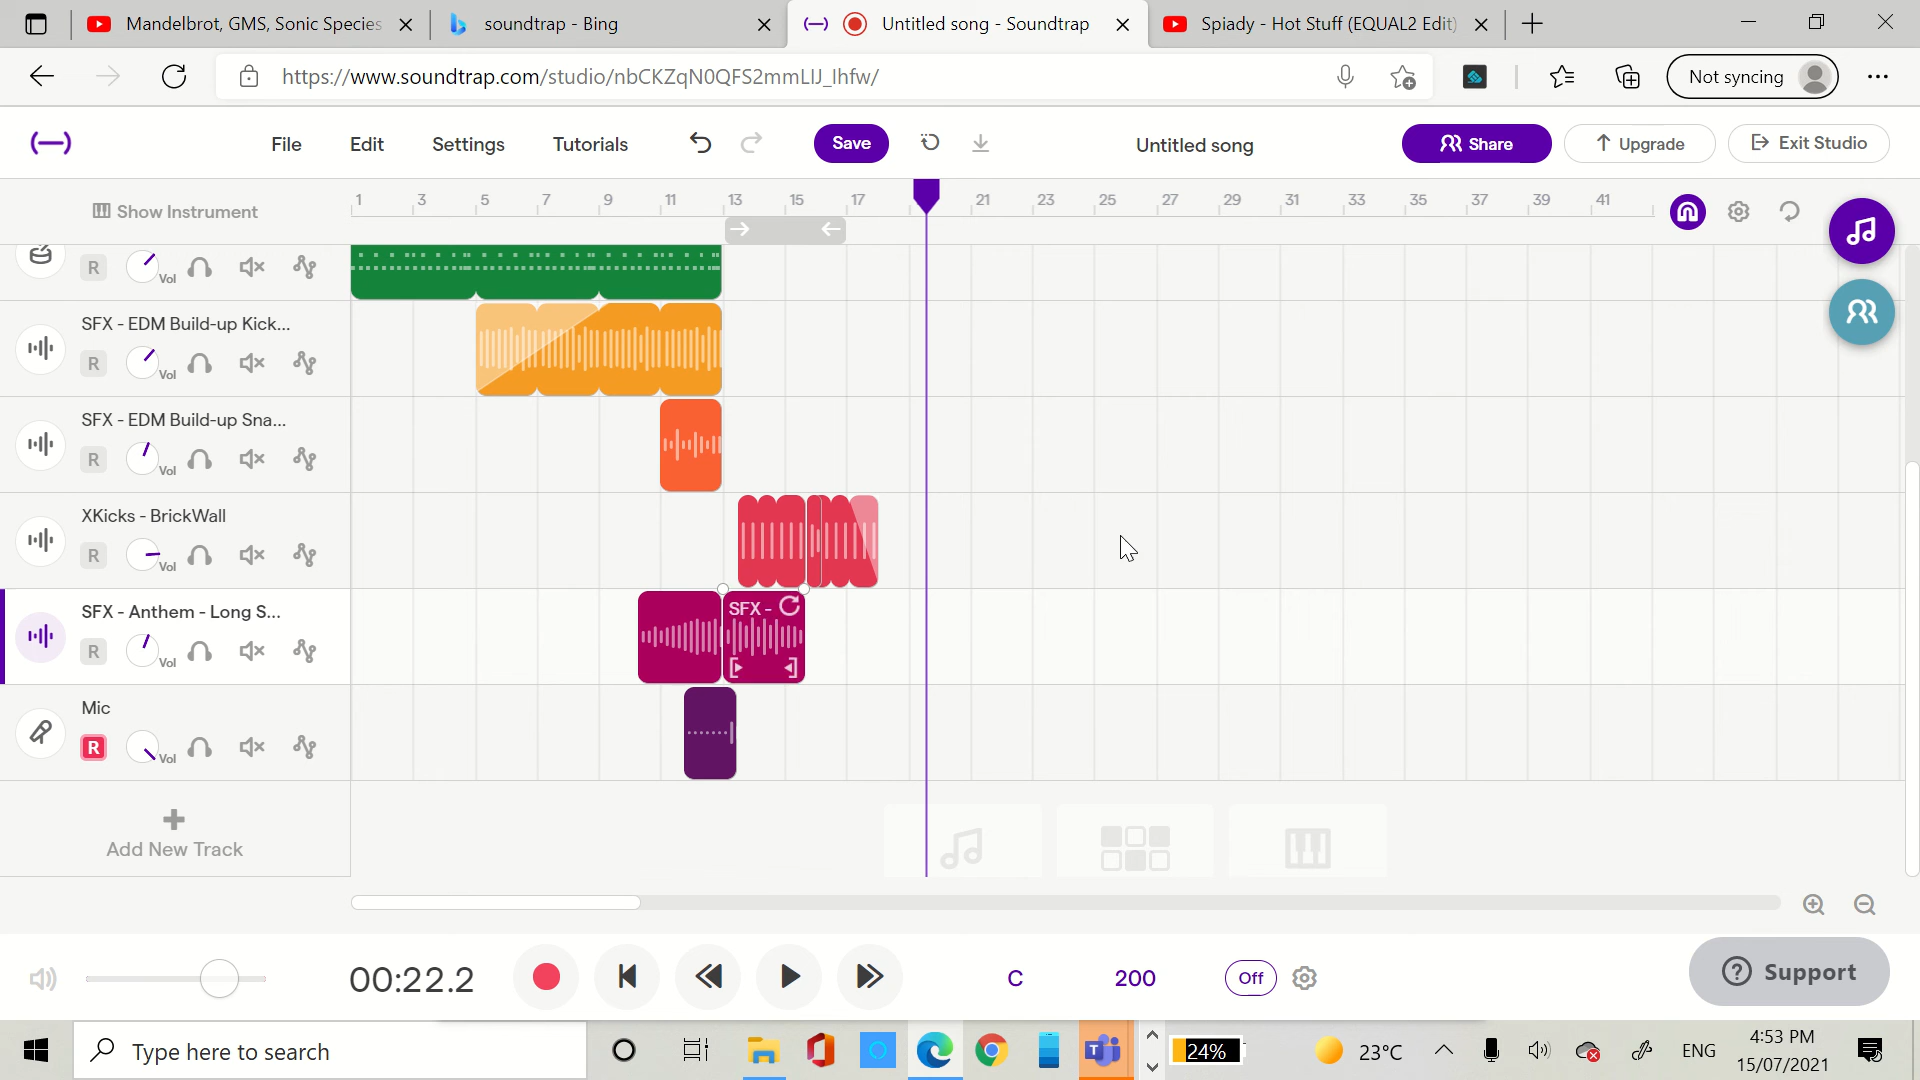 Mandelbrot, GMS, Sonic Species
soundtrap - Bing
Untitled song - Soundtrap
Spiady - Hot Stuff (EQUAL2 Edit)
https://www.soundtrap.com/studio/nbCKZqN0QFS2mmLIJ_Ihfw/
Not syncing
File Edit Settings Tutorials Save Untitled song Share Upgrade Exit Studio
Show Instrument
1 3 5 7 9 11 13 15 17 21 23 25 27 29 31 33 35 37 39 41
R Vol
SFX - EDM Build-up Kick...
R Vol
SFX - EDM Build-up Sna...
R Vol
XKicks - BrickWall
R Vol
SFX - Anthem - Long S...
SFX -
R Vol
Mic
R Vol
Add New Track
00:22.2 C 200 Off Support
Type here to search
24% 23°C ENG 4:53 PM
15/07/2021